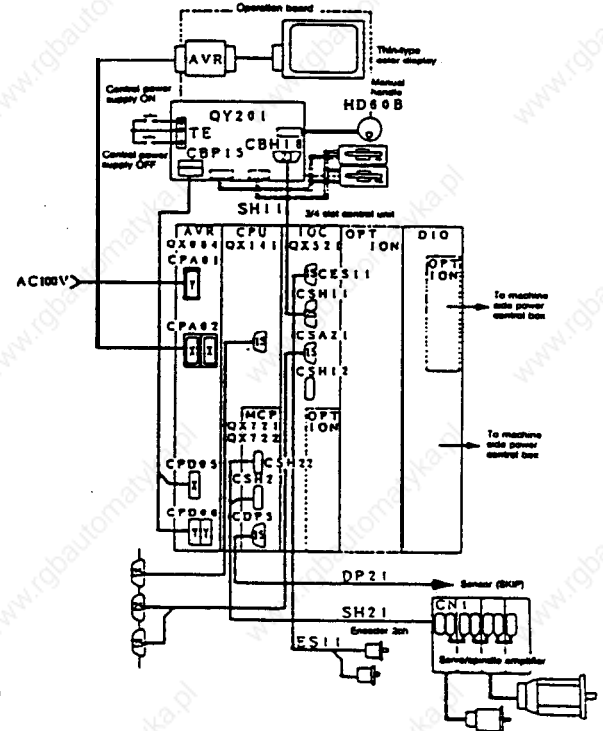 Operation board
AVR
Thin-type
color display
Control power
supply ON
Manual
handle
HD60B
QY201
TE
CBH18
CBP15
Control power
supply OFF
SH11
3/4 slot control unit
AVR
QX084
CPU
QX141
IOC
QX521
OPT
ION
DIO
CPA01
CES11
OPT
ION
CSH11
AC100V
To machine
side power
control box
CPA02
CSA21
CSH12
MCP
QX721
QX722
OPT
ION
To machine
side power
control box
CPD05
CSH22
CSH2
CDP3
CPD06
DP21
Sensor (SKIP)
SH21
CN1
Encoder 2ch
ES11
Servo/spindle amplifier
www.rgbautomatyka.pl